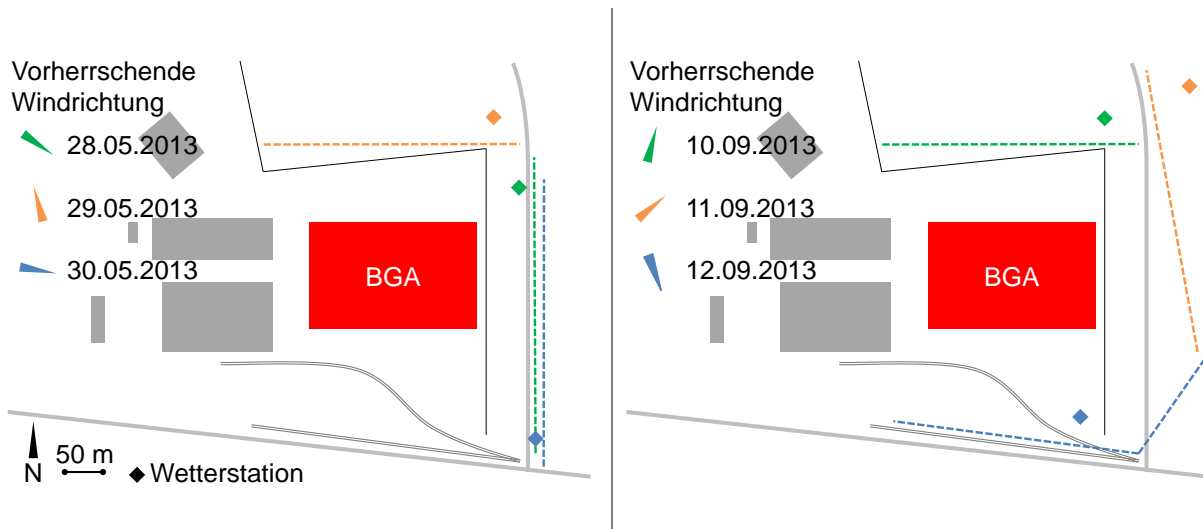 Vorherrschende
Windrichtung
28.05.2013
29.05.2013
30.05.2013
BGA
N
50 m
Wetterstation
Vorherrschende
Windrichtung
10.09.2013
11.09.2013
12.09.2013
BGA